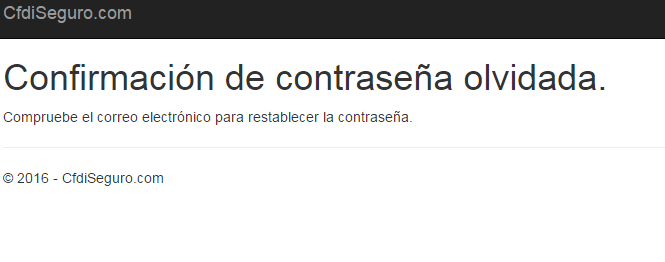 CfdiSeguro.com
Confirmación de contraseña olvidada.
Compruebe el correo electrónico para restablecer la contraseña.
© 2016 - CfdiSeguro.com